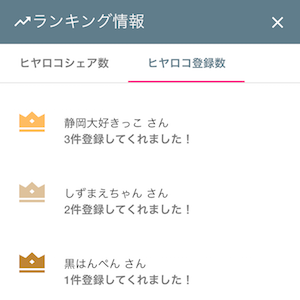 ランキング情報
ヒヤロコシェア数 ヒヤロコ登録数
静岡大好きっこ さん
3件登録してくれました！
しずまえちゃん さん
2件登録してくれました！
黒はんぺん さん
1件登録してくれました！